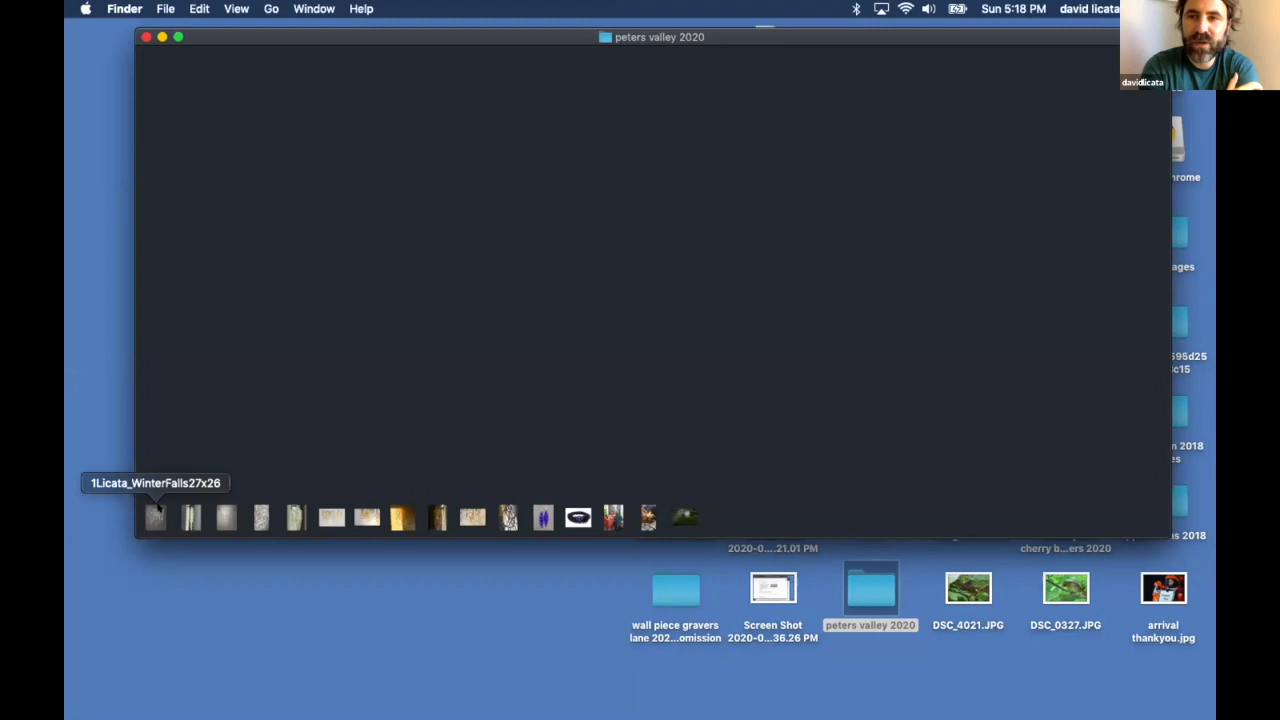 Finder File Edit View Go Window Help Sun 5:18 PM david licata
peters valley 2020
davidlicata
hrome
ages
595d25
c15
n 2018
es
1Licata_WinterFalls27x26
2020-0....21.01 PM
cherry b...ers 2020
as 2018
wall piece gravers
lane 202...omission
Screen Shot
2020-0...36.26 PM
peters valley 2020
DSC_4021.JPG
DSC_0327.JPG
arrival
thankyou.jpg